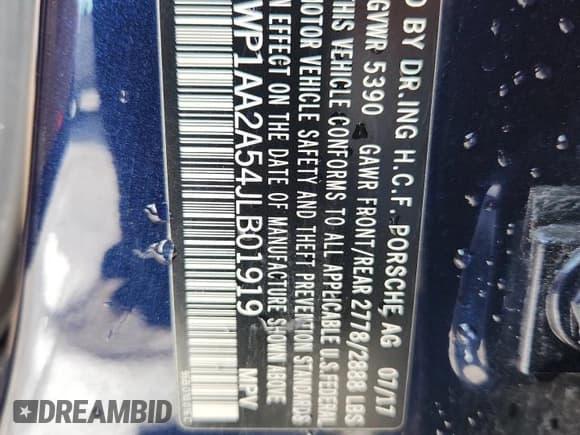 D BY DR.ING H.C.F. PORSCHE AG 07/17
GVWR 5390 GAWR FRONT/REAR 2778/2888 LBS
THIS VEHICLE CONFORMS TO ALL APPLICABLE U.S.FEDERAL
MOTOR VEHICLE SAFETY AND THEFT PREVENTION STANDARDS
IN EFFECT ON THE DATE OF MANUFACTURE SHOWN ABOVE
WP1AA2A54JLB01919 NPV
DREAMBID